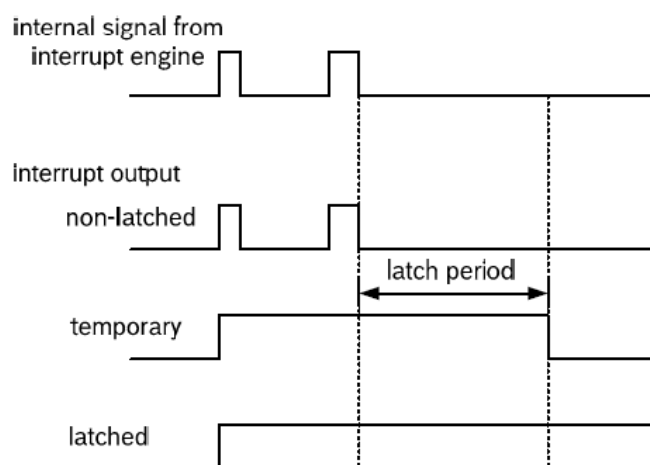 internal signal from
interrupt engine
interrupt output
non-latched
latch period
temporary
latched